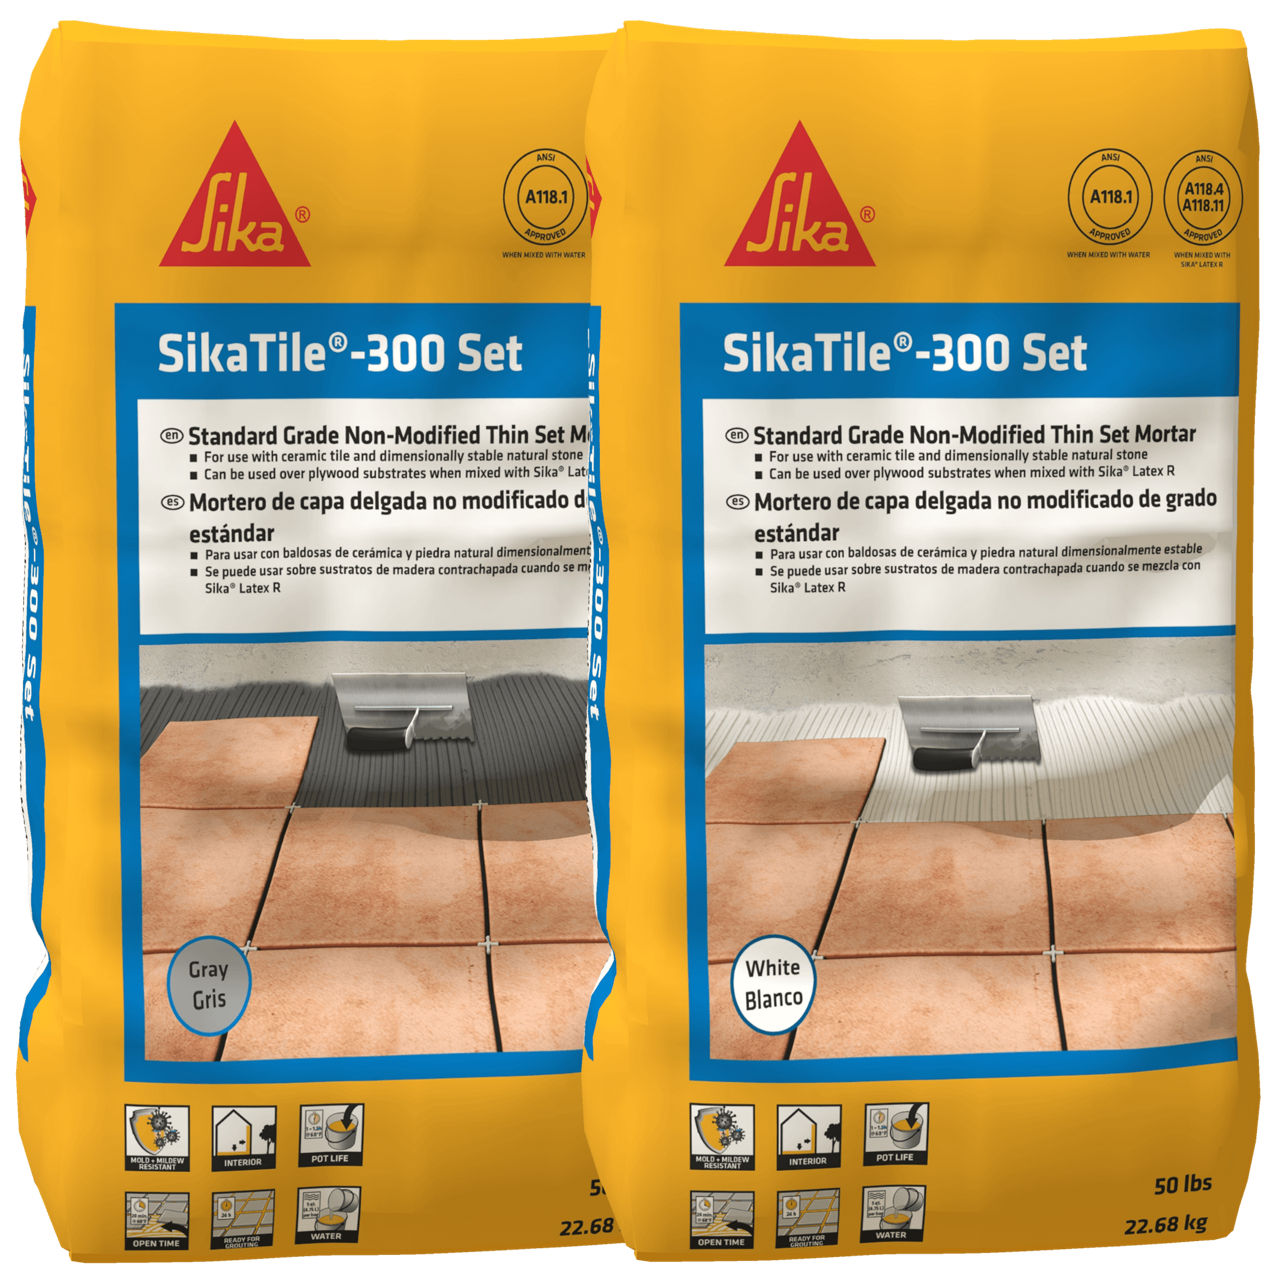 Sika®
ANSI
A118.1
APPROVED
WHEN MIXED WITH WATER
SikaTile®-300 Set
en Standard Grade Non-Modified Thin Set
For use with ceramic tile and dimensionally stable natural stone
Can be used over plywood substrates when mixed with Sika®
es Mortero de capa delgada no modificado
estándar
Para usar con baldosas de cerámica y piedra natural
Se puede usar sobre sustratos de madera contrachapada cuando se
Sika® Latex R
Gray
Gris
MOLD + MILDEW
RESISTANT
INTERIOR
POT LIFE
OPEN TIME
READY FOR
GROUTING
WATER
22.68
SikaTile®-300 Set
Sika®
ANSI
A118.1
APPROVED
WHEN MIXED WITH WATER
ANSI
A118.4
A118.11
APPROVED
WHEN MIXED WITH
SIKA® LATEX R
SikaTile®-300 Set
en Standard Grade Non-Modified Thin Set Mortar
For use with ceramic tile and dimensionally stable natural stone
Can be used over plywood substrates when mixed with Sika® Latex R
es Mortero de capa delgada no modificado de grado
estándar
Para usar con baldosas de cerámica y piedra natural dimensionalmente estable
Se puede usar sobre sustratos de madera contrachapada cuando se mezcla con
Sika® Latex R
White
Blanco
MOLD + MILDEW
RESISTANT
INTERIOR
POT LIFE
OPEN TIME
24 h
READY FOR
GROUTING
WATER
50 lbs
22.68 kg
SikaTile®-300 Set